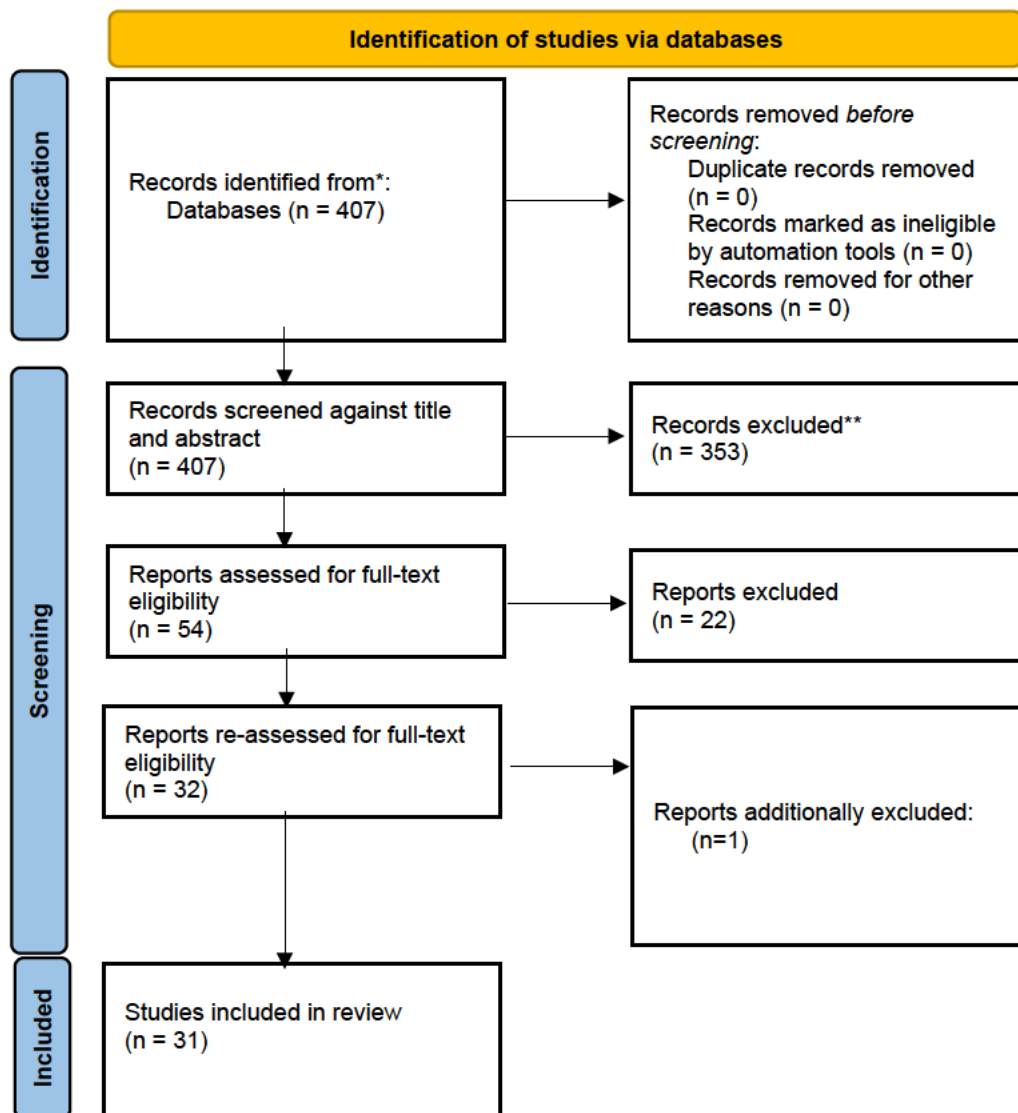 Identification of studies via databases
Identification
Records identified from*:
Databases (n = 407)
Records removed before
screening:
Duplicate records removed
(n = 0)
Records marked as ineligible
by automation tools (n = 0)
Records removed for other
reasons (n = 0)
Screening
Records screened against title
and abstract
(n = 407)
Records excluded**
(n = 353)
Reports assessed for full-text
eligibility
(n = 54)
Reports excluded
(n = 22)
Reports re-assessed for full-text
eligibility
(n = 32)
Reports additionally excluded:
(n=1)
Included
Studies included in review
(n = 31)